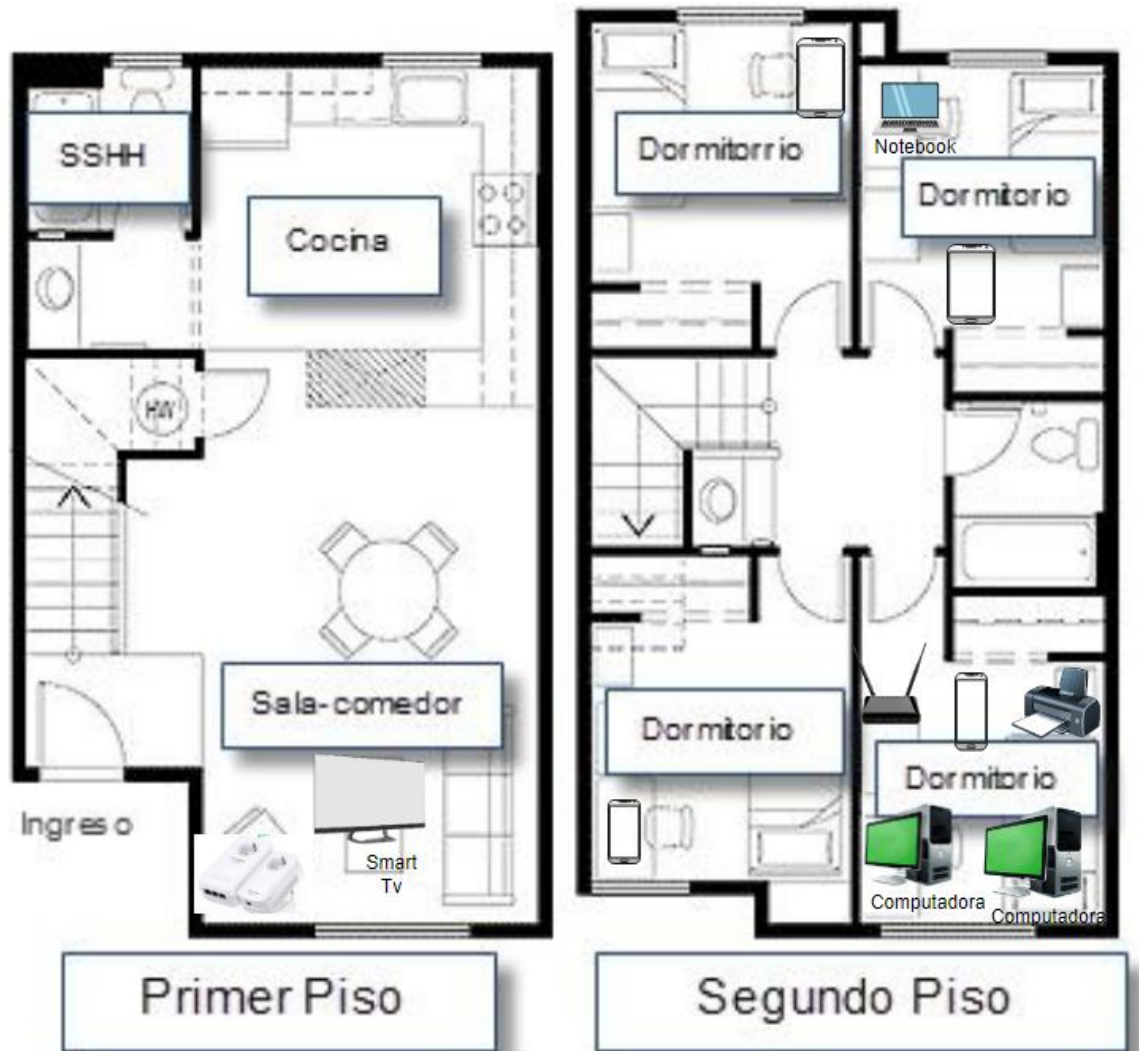 SSHH
Cocina
HW
Sala-comedor
Smart
Tv
Ingreso
Primer Piso
Dormitorrio
Notebook
Dormitorio
Dormitorio
Dormitorio
Computadora
Computadora
Segundo Piso